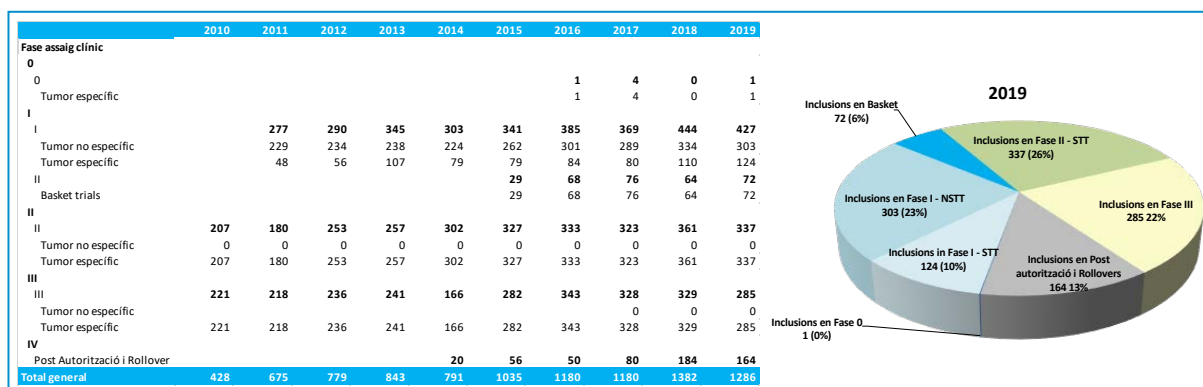 2010 2011 2012 2013 2014 2015 2016 2017 2018 2019
Fase assaig clínic
0
0 1 4 0 1
Tumor específic 1 4 0 1
I
I 277 290 345 303 341 385 369 444 427
Tumor no específic 229 234 238 224 262 301 289 334 303
Tumor específic 48 56 107 79 79 84 80 110 124
II 29 68 76 64 72
Basket trials 29 68 76 64 72
II
II 207 180 253 257 302 327 333 323 361 337
Tumor no específic 0 0 0 0 0 0 0 0 0 0
Tumor específic 207 180 253 257 302 327 333 323 361 337
III
III 221 218 236 241 166 282 343 328 329 285
Tumor no específic 0 0 0
Tumor específic 221 218 236 241 166 282 343 328 329 285
IV
Post Autorització i Rollover 20 56 50 80 184 164
Total general 428 675 779 843 791 1035 1180 1180 1382 1286
2019
Inclusions en Basket
72 (6%)
Inclusions en Fase II - STT
337 (26%)
Inclusions en Fase III
285 22%
Inclusions en Fase I - NSTT
303 (23%)
Inclusions in Fase I - STT
124 (10%)
Inclusions en Post
autorització i Rollovers
164 13%
Inclusions en Fase 0
1 (0%)